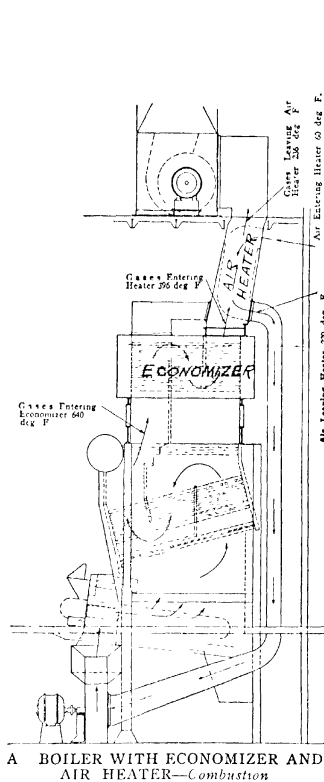 Gases Leaving Air
Heater 236 deg F
Air Entering Heater 60 deg F.
AIR
HEATER
Gases Entering
Heater 396 deg F
ECONOMIZER
Gases Entering
Economizer 640
deg F
A BOILER WITH ECONOMIZER AND
AIR HEATER—Combustion